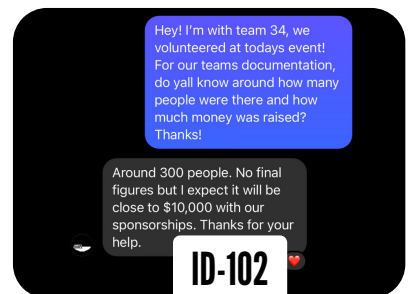 Hey! I'm with team 34, we
volunteered at todays event!
For our teams documentation,
do yall know around how many
people were there and how
much money was raised?
Thanks!
Around 300 people. No final
figures but I expect it will be
close to $10,000 with our
sponsorships. Thanks for your
help.
ID-102